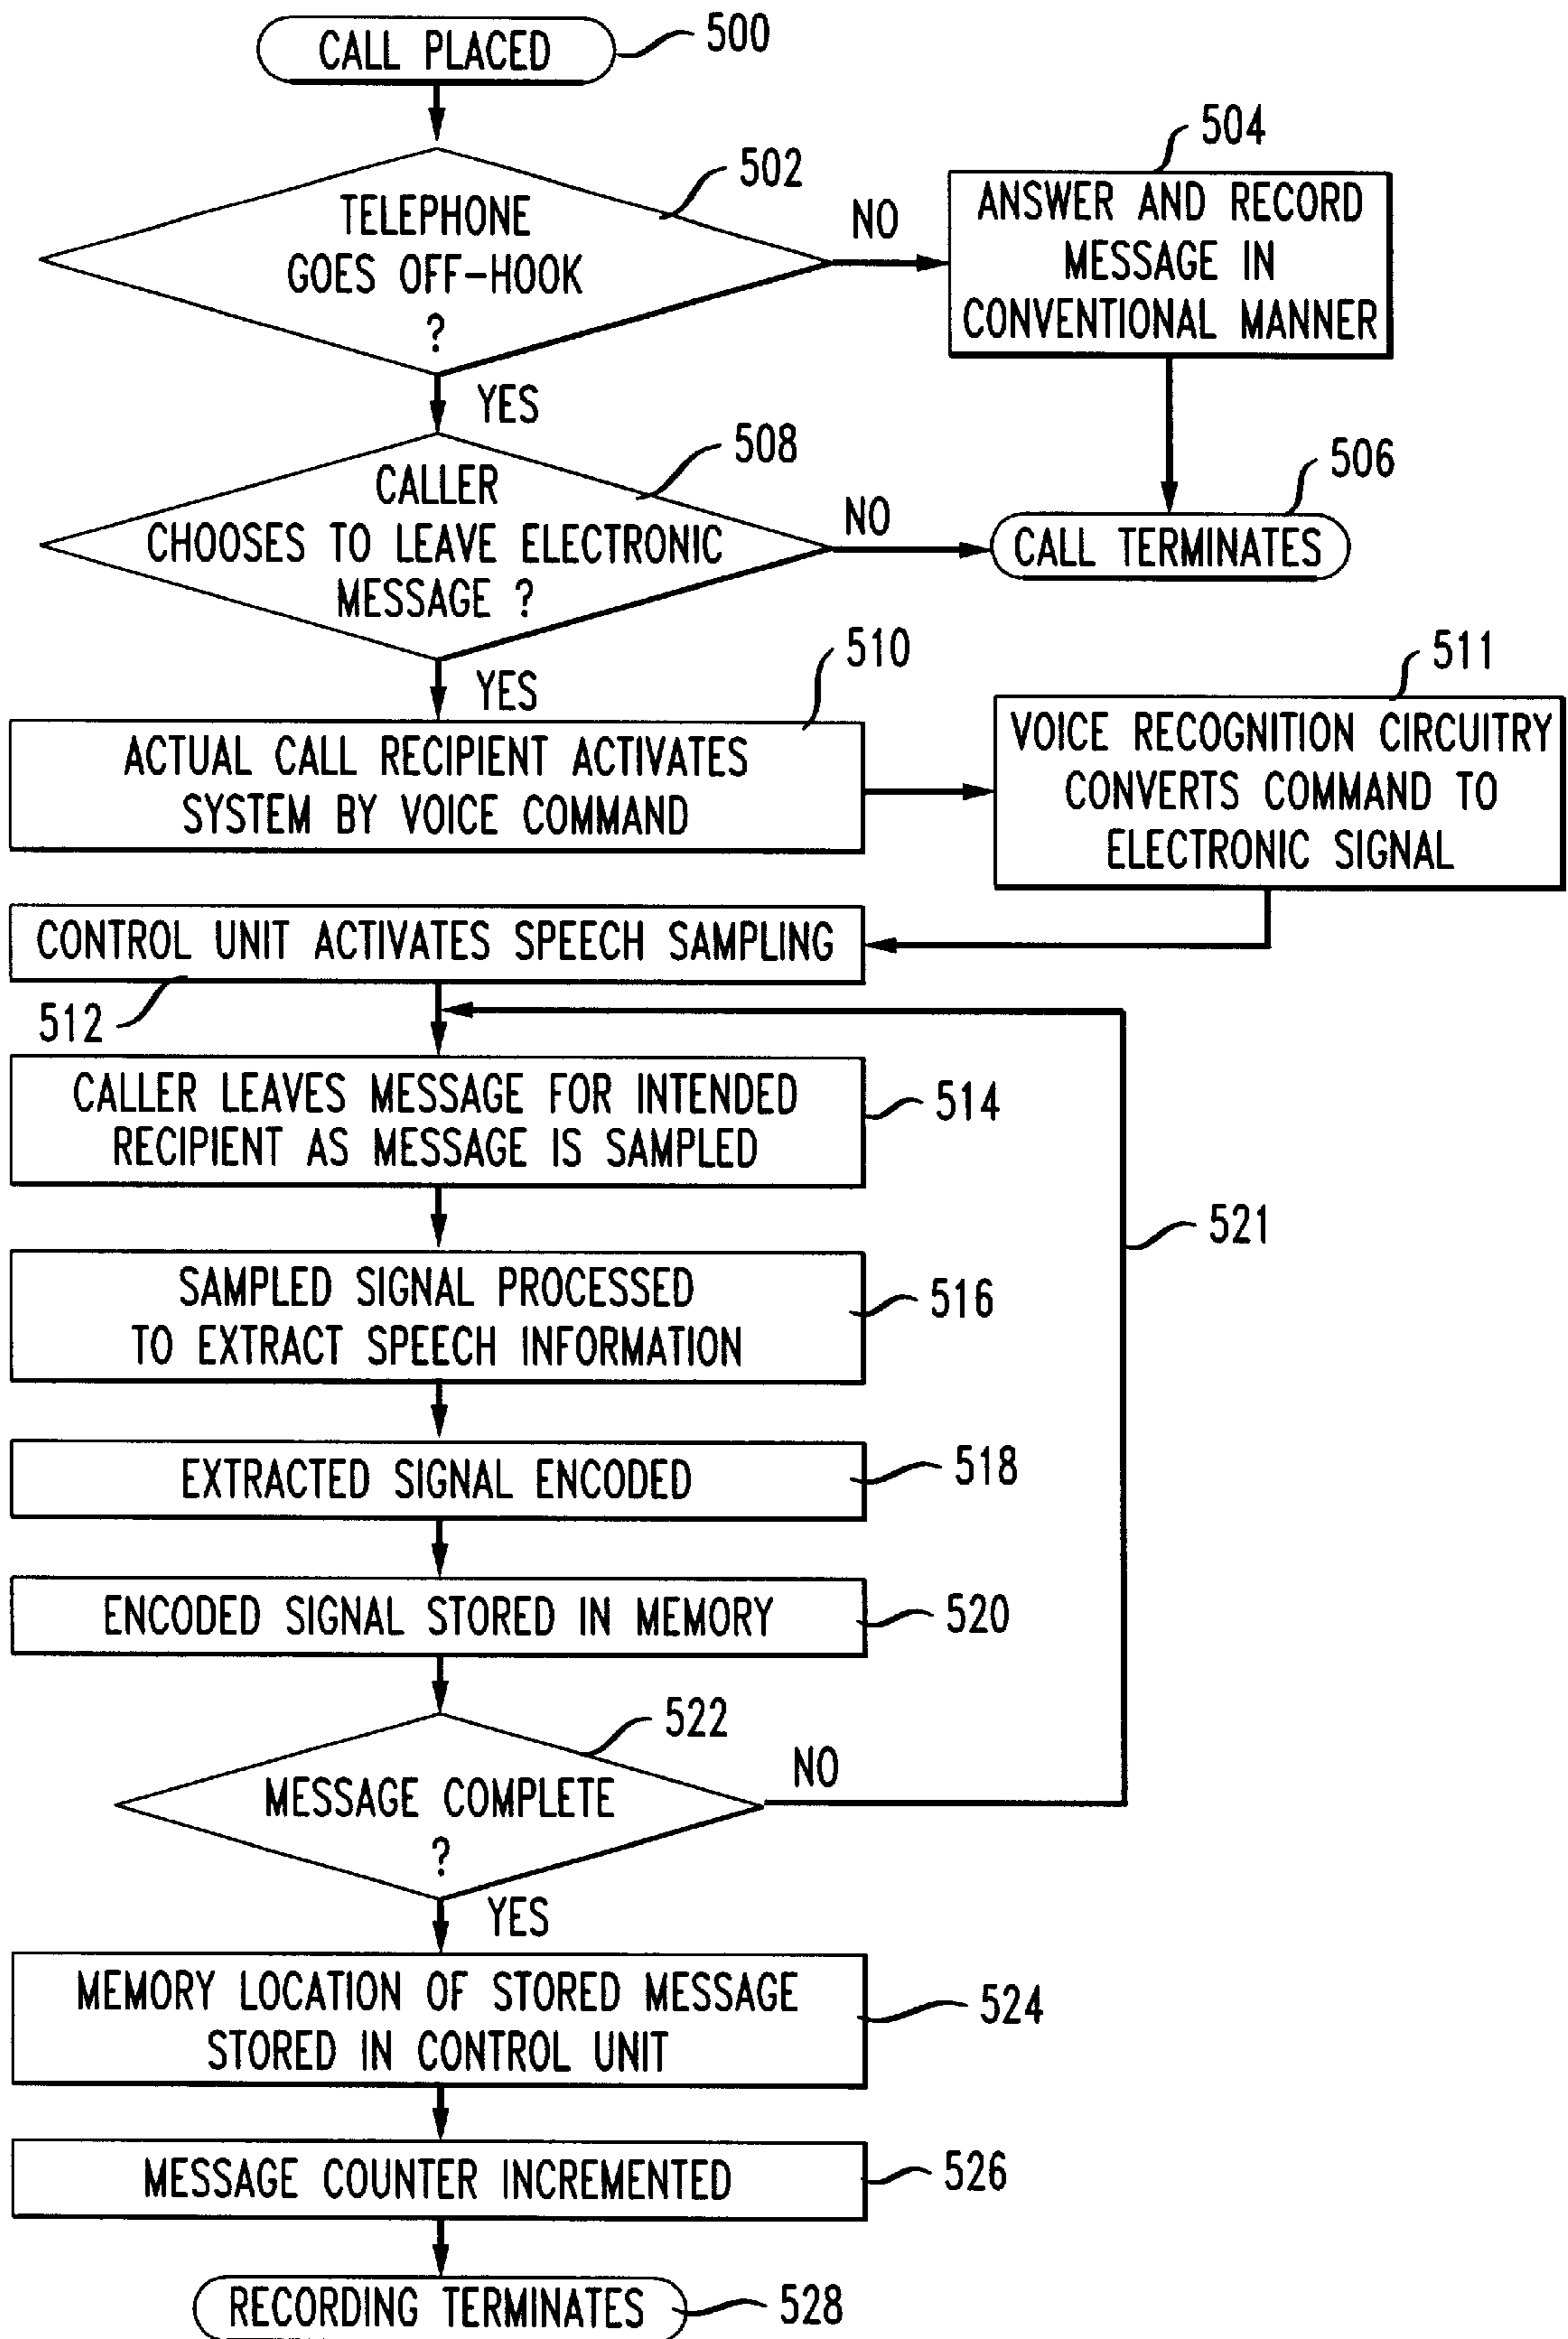 CALL PLACED
500
TELEPHONE
GOES OFF-HOOK
?
502
NO
504
ANSWER AND RECORD
MESSAGE IN
CONVENTIONAL MANNER
YES
CALLER
CHOOSES TO LEAVE ELECTRONIC
MESSAGE ?
508
NO
506
CALL TERMINATES
YES
510
ACTUAL CALL RECIPIENT ACTIVATES
SYSTEM BY VOICE COMMAND
511
VOICE RECOGNITION CIRCUITRY
CONVERTS COMMAND TO
ELECTRONIC SIGNAL
CONTROL UNIT ACTIVATES SPEECH SAMPLING
512
CALLER LEAVES MESSAGE FOR INTENDED
RECIPIENT AS MESSAGE IS SAMPLED
514
521
SAMPLED SIGNAL PROCESSED
TO EXTRACT SPEECH INFORMATION
516
EXTRACTED SIGNAL ENCODED
518
ENCODED SIGNAL STORED IN MEMORY
520
522
MESSAGE COMPLETE
?
NO
YES
MEMORY LOCATION OF STORED MESSAGE
STORED IN CONTROL UNIT
524
MESSAGE COUNTER INCREMENTED
526
RECORDING TERMINATES
528